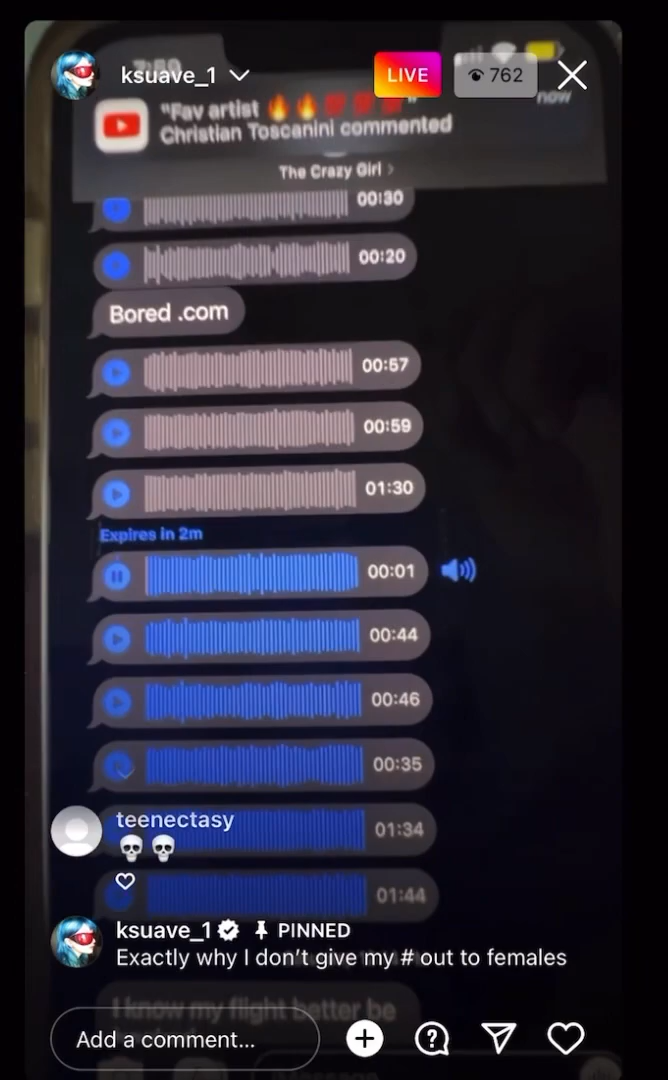 7:59
ksuave_1
LIVE
762
"Fav artist 🔥🔥💯💯💯"
now
Christian Toscanini commented
The Crazy Girl >
00:30
00:20
Bored .com
00:57
00:59
01:30
Expires in 2m
00:01
00:44
00:46
00:35
teenectasy
01:34
💀💀
01:44
ksuave_1 PINNED
Exactly why I don't give my # out to females
I know my flight better be
Add a comment...